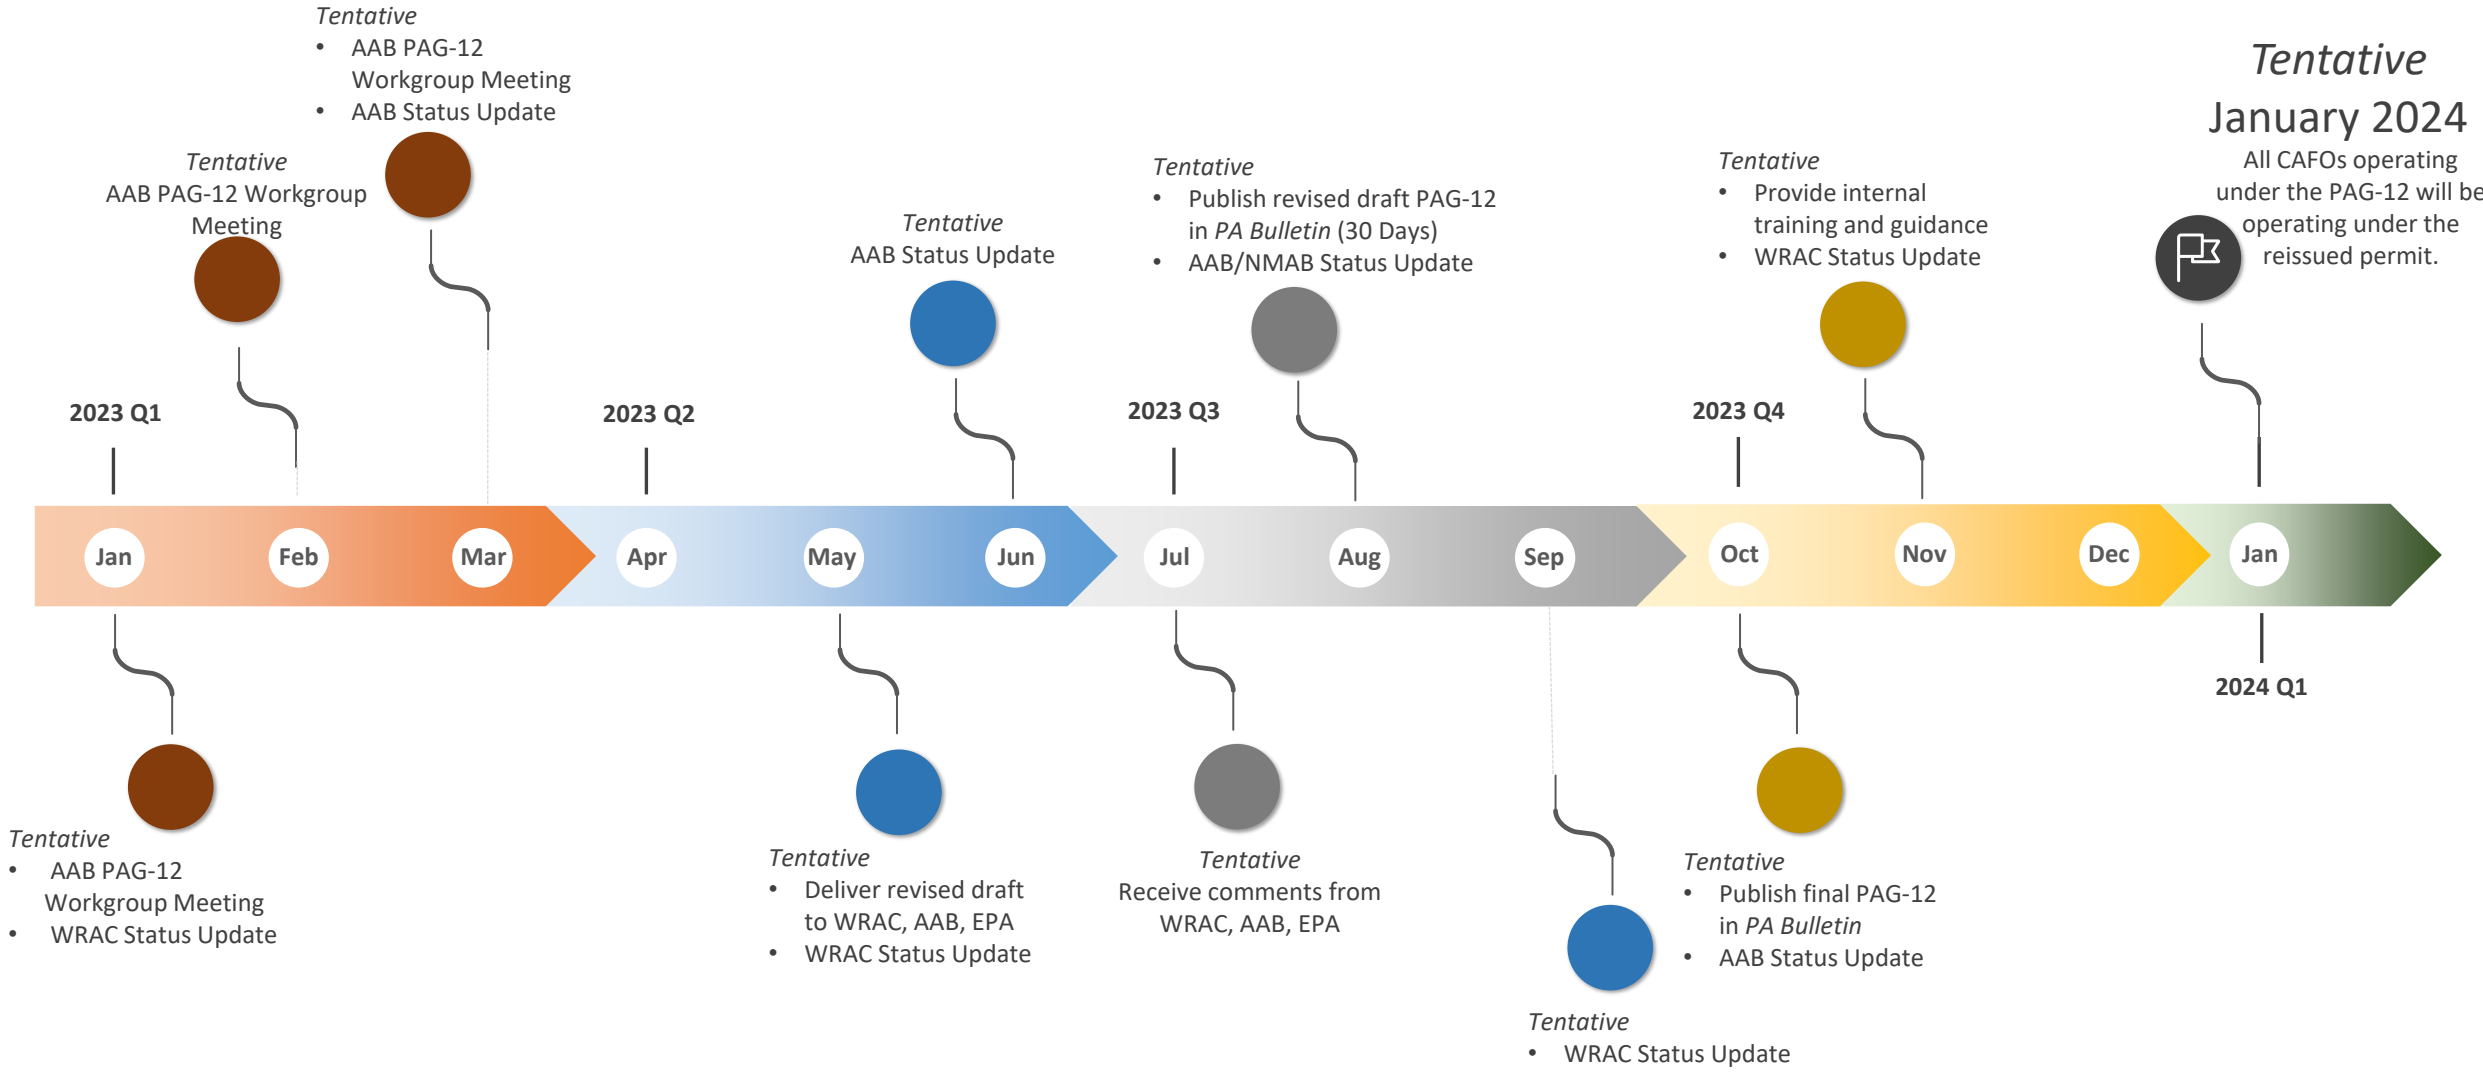 Tentative
• AAB PAG-12
Workgroup Meeting
• AAB Status Update
Tentative
AAB PAG-12 Workgroup
Meeting
Tentative
AAB Status Update
Tentative
• Publish revised draft PAG-12
in PA Bulletin (30 Days)
• AAB/NMAB Status Update
Tentative
• Provide internal
training and guidance
• WRAC Status Update
Tentative
January 2024
All CAFOs operating
under the PAG-12 will be
operating under the
reissued permit.
2023 Q1
2023 Q2
2023 Q3
2023 Q4
Jan
Feb
Mar
Apr
May
Jun
Jul
Aug
Sep
Oct
Nov
Dec
Jan
2024 Q1
Tentative
• AAB PAG-12
Workgroup Meeting
• WRAC Status Update
Tentative
• Deliver revised draft
to WRAC, AAB, EPA
• WRAC Status Update
Tentative
Receive comments from
WRAC, AAB, EPA
Tentative
• WRAC Status Update
Tentative
• Publish final PAG-12
in PA Bulletin
• AAB Status Update